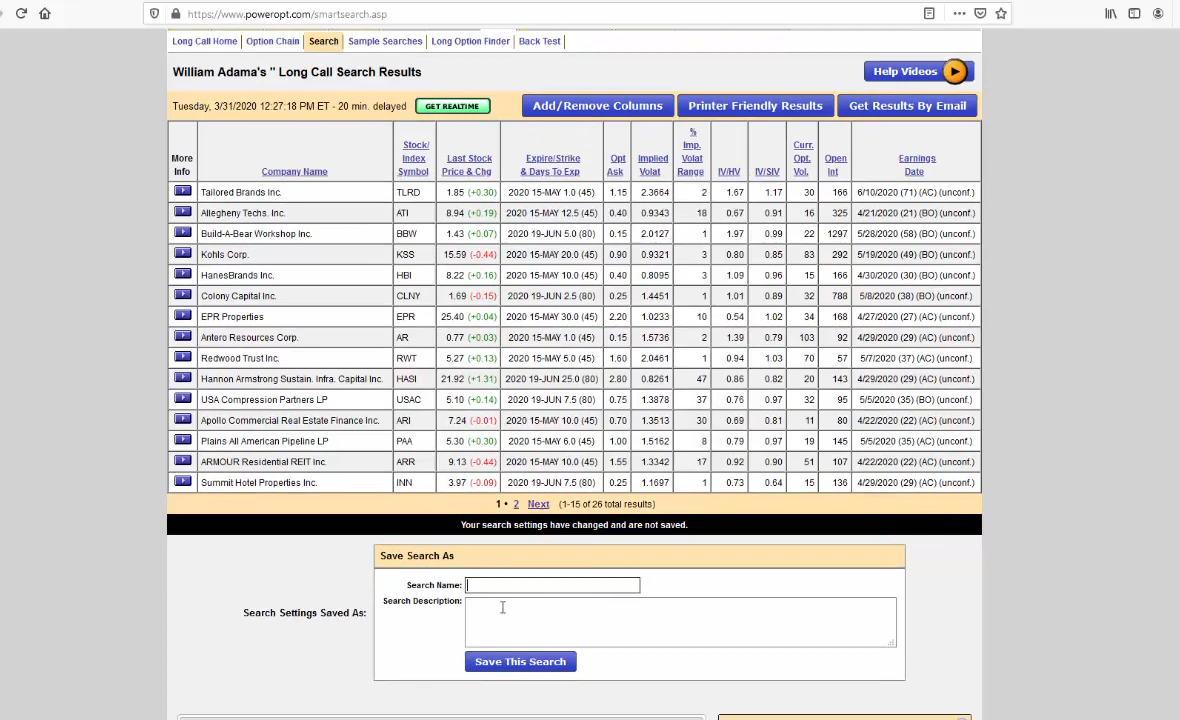 https://www.poweropt.com/smartsearch.asp
Long Call Home Option Chain Search Sample Searches Long Option Finder Back Test
William Adama's '' Long Call Search Results Help Videos
Tuesday, 3/31/2020 12:27:18 PM ET - 20 min. delayed GET REALTIME Add/Remove Columns Printer Friendly Results Get Results By Email
More Info Company Name Stock/ Index Symbol Last Stock Price & Chg Expire/Strike & Days To Exp Opt Ask Implied Volat % Imp. Volat Range IV/HV IV/SIV Curr. Opt. Vol. Open Int Earnings Date
Tailored Brands Inc. TLRD 1.85 (+0.30) 2020 15-MAY 1.0 (45) 1.15 2.3664 2 1.67 1.17 30 166 6/10/2020 (71) (AC) (unconf.)
Allegheny Techs. Inc. ATI 8.94 (+0.19) 2020 15-MAY 12.5 (45) 0.40 0.9343 18 0.67 0.91 16 325 4/21/2020 (21) (BO) (unconf.)
Build-A-Bear Workshop Inc. BBW 1.43 (+0.07) 2020 19-JUN 5.0 (80) 0.15 2.0127 1 1.97 0.99 22 1297 5/28/2020 (58) (BO) (unconf.)
Kohls Corp. KSS 15.59 (-0.44) 2020 15-MAY 20.0 (45) 0.90 0.9321 3 0.80 0.85 83 292 5/19/2020 (49) (BO) (unconf.)
HanesBrands Inc. HBI 8.22 (+0.16) 2020 15-MAY 10.0 (45) 0.40 0.8095 3 1.09 0.96 15 166 4/30/2020 (30) (BO) (unconf.)
Colony Capital Inc. CLNY 1.69 (-0.15) 2020 19-JUN 2.5 (80) 0.25 1.4451 1 1.01 0.89 32 788 5/8/2020 (38) (BO) (unconf.)
EPR Properties EPR 25.40 (+0.04) 2020 15-MAY 30.0 (45) 2.20 1.0233 10 0.54 1.02 34 168 4/27/2020 (27) (AC) (unconf.)
Antero Resources Corp. AR 0.77 (+0.03) 2020 15-MAY 1.0 (45) 0.15 1.5736 2 1.39 0.79 103 92 4/29/2020 (29) (AC) (unconf.)
Redwood Trust Inc. RWT 5.27 (+0.13) 2020 15-MAY 5.0 (45) 1.60 2.0461 1 0.94 1.03 70 57 5/7/2020 (37) (AC) (unconf.)
Hannon Armstrong Sustain. Infra. Capital Inc. HASI 21.92 (+1.31) 2020 19-JUN 25.0 (80) 2.80 0.8261 47 0.86 0.82 20 143 4/29/2020 (29) (AC) (unconf.)
USA Compression Partners LP USAC 5.10 (+0.14) 2020 19-JUN 7.5 (80) 0.75 1.3878 37 0.76 0.97 32 95 5/5/2020 (35) (BO) (unconf.)
Apollo Commercial Real Estate Finance Inc. ARI 7.24 (-0.01) 2020 15-MAY 10.0 (45) 0.70 1.3513 30 0.69 0.81 11 80 4/22/2020 (22) (AC) (unconf.)
Plains All American Pipeline LP PAA 5.30 (+0.30) 2020 15-MAY 6.0 (45) 1.00 1.5162 8 0.79 0.97 19 145 5/5/2020 (35) (AC) (unconf.)
ARMOUR Residential REIT Inc. ARR 9.13 (-0.44) 2020 15-MAY 10.0 (45) 1.55 1.3342 17 0.92 0.90 51 107 4/22/2020 (22) (AC) (unconf.)
Summit Hotel Properties Inc. INN 3.97 (-0.09) 2020 19-JUN 7.5 (80) 0.25 1.1697 1 0.73 0.64 15 136 4/29/2020 (29) (AC) (unconf.)
1 • 2 Next (1-15 of 26 total results)
Your search settings have changed and are not saved.
Save Search As
Search Name:
Search Description:
Search Settings Saved As:
Save This Search